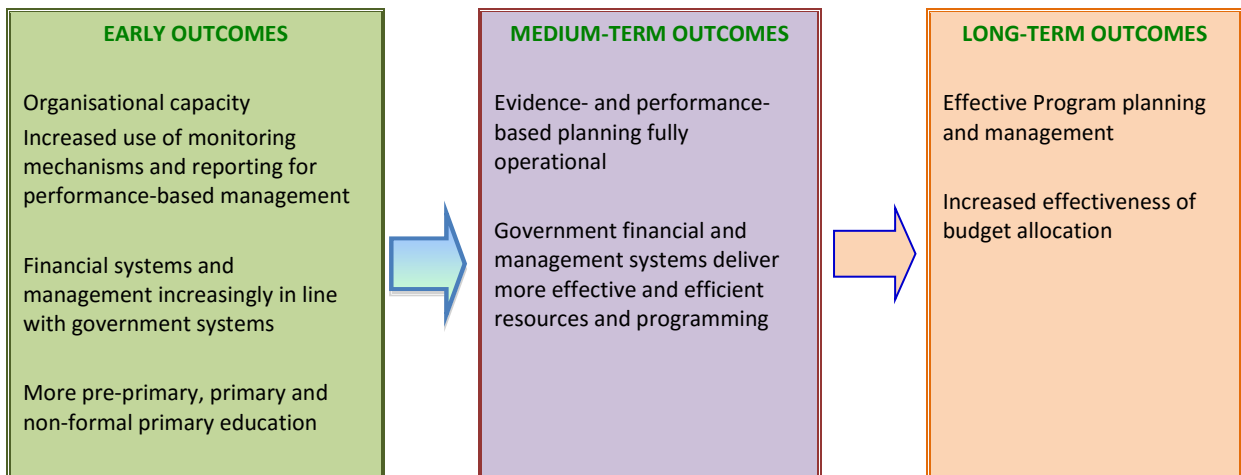 EARLY OUTCOMES
Organisational capacity
Increased use of monitoring
mechanisms and reporting for
performance-based management
Financial systems and
management increasingly in line
with government systems
More pre-primary, primary and
non-formal primary education
MEDIUM-TERM OUTCOMES
Evidence- and performance-
based planning fully
operational
Government financial and
management systems deliver
more effective and efficient
resources and programming
LONG-TERM OUTCOMES
Effective Program planning
and management
Increased effectiveness of
budget allocation